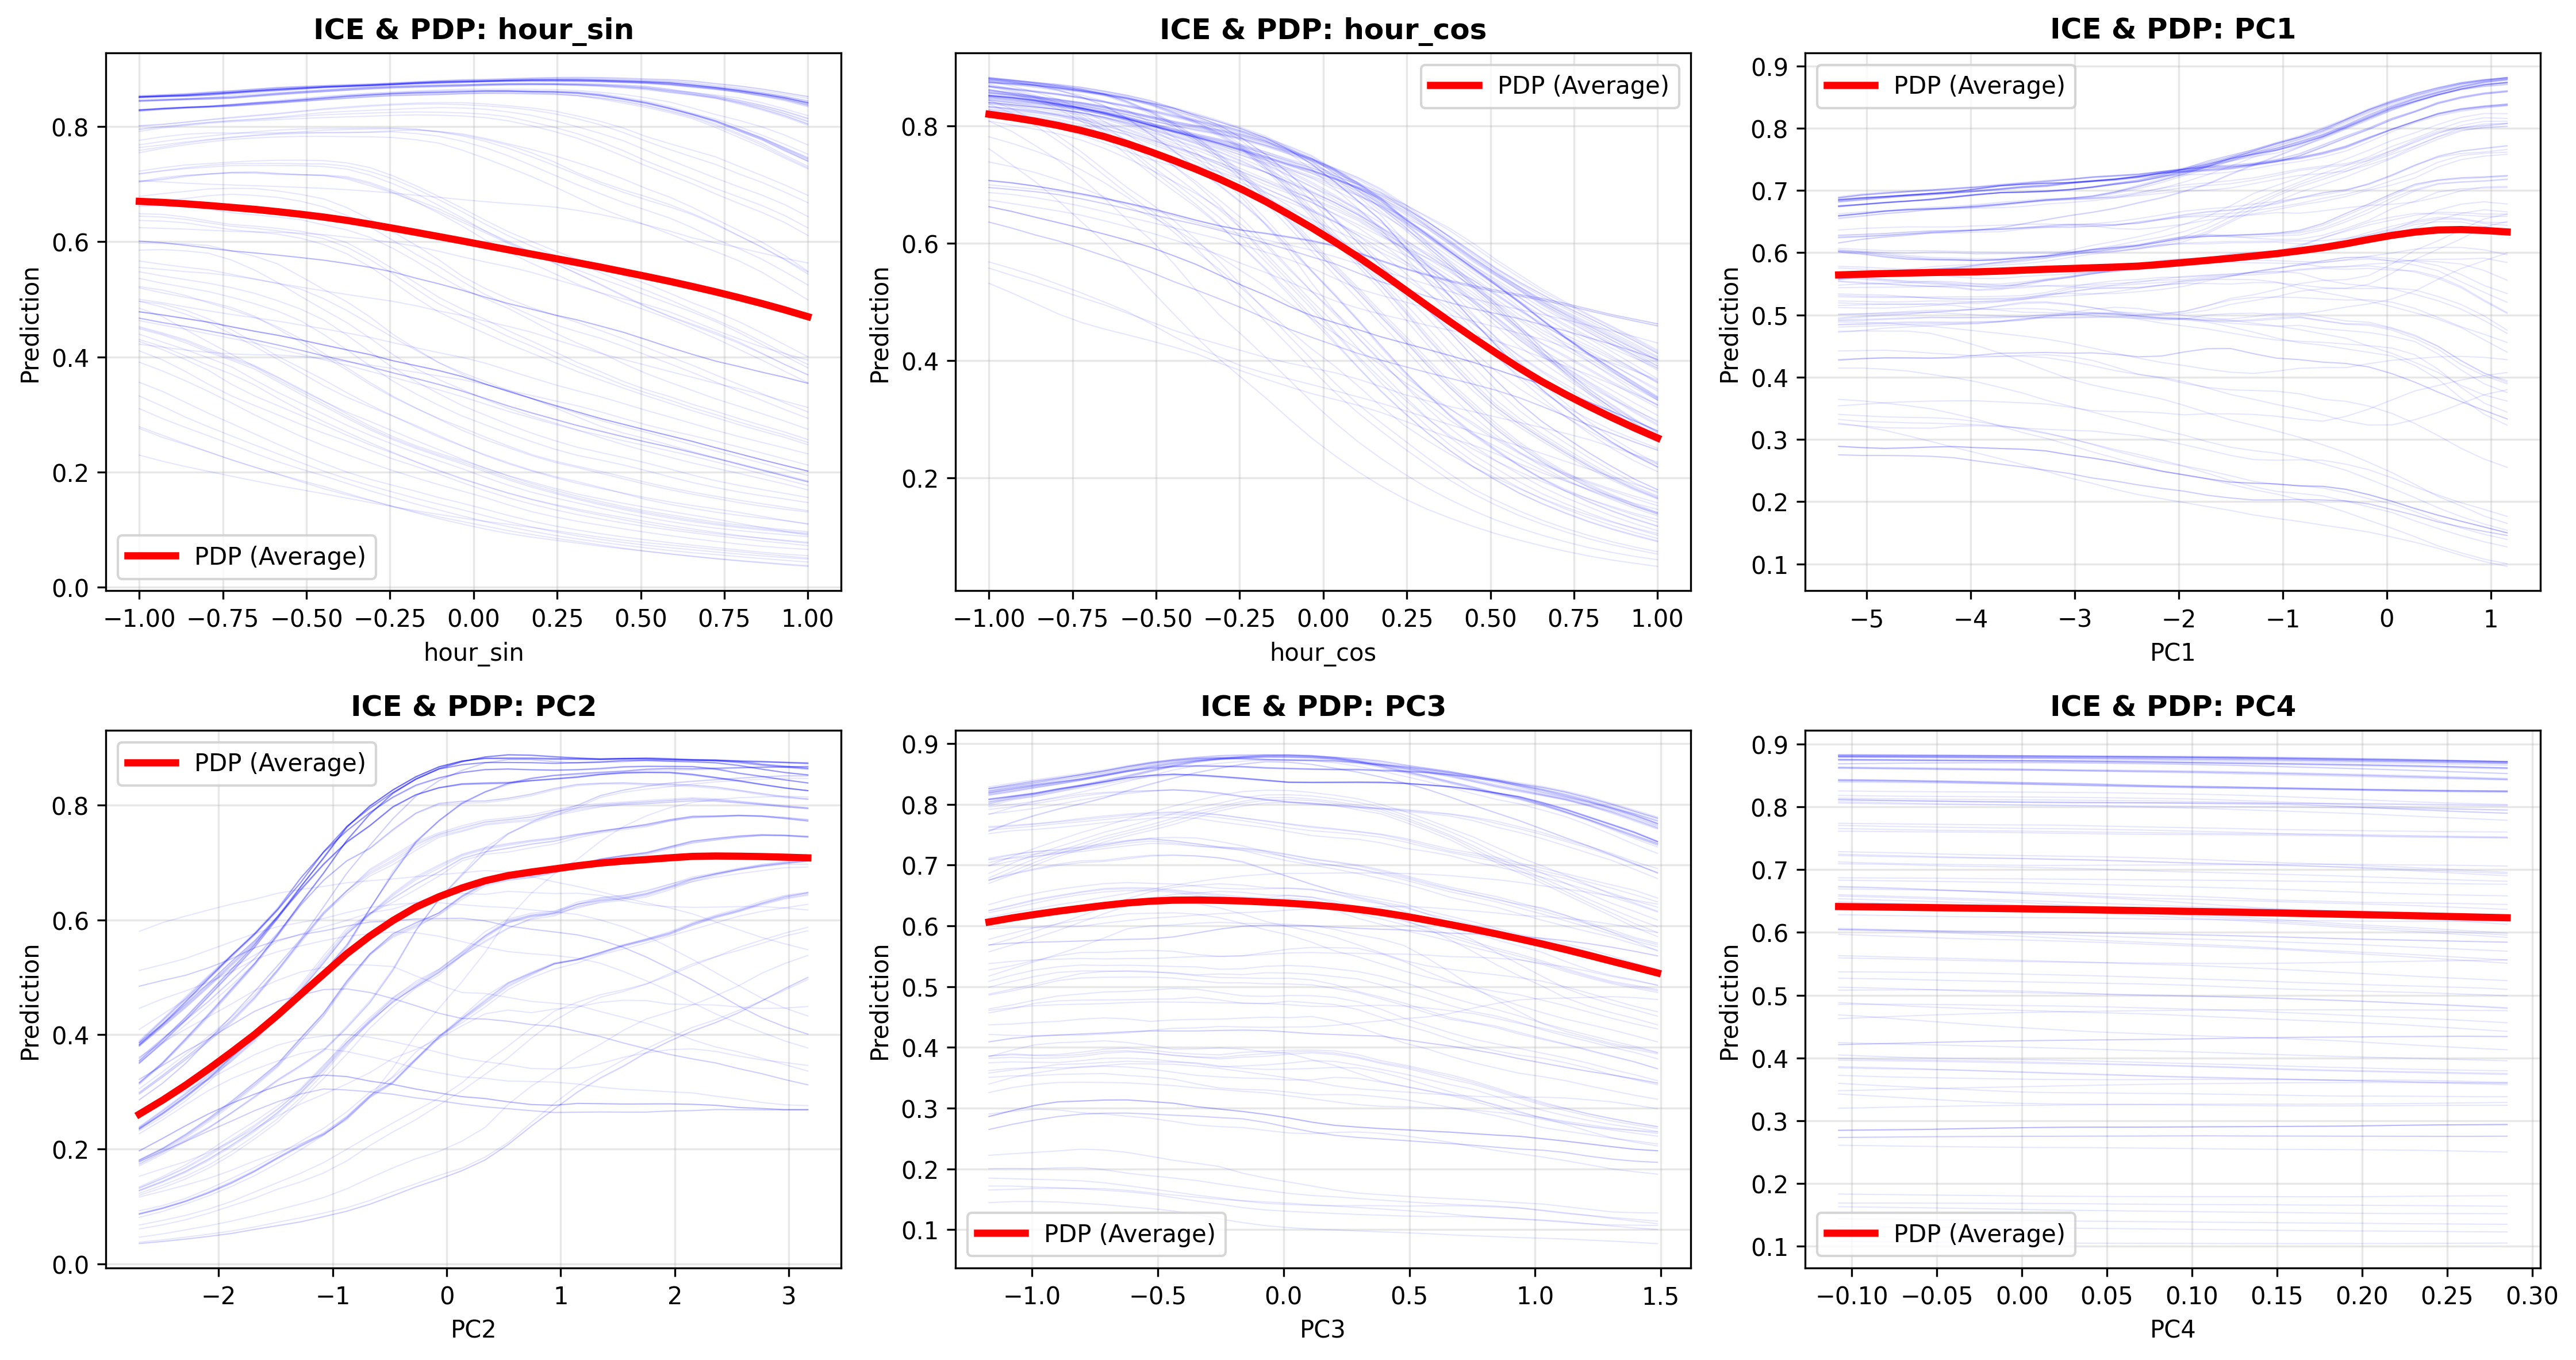 ICE & PDP: hour_sin
PDP (Average)
Prediction
0.8
0.6
0.4
0.2
0.0
−1.00 −0.75 −0.50 −0.25 0.00 0.25 0.50 0.75 1.00
hour_sin
ICE & PDP: hour_cos
PDP (Average)
Prediction
0.8
0.6
0.4
0.2
−1.00 −0.75 −0.50 −0.25 0.00 0.25 0.50 0.75 1.00
hour_cos
ICE & PDP: PC1
PDP (Average)
Prediction
0.9
0.8
0.7
0.6
0.5
0.4
0.3
0.2
0.1
−5 −4 −3 −2 −1 0 1
PC1
ICE & PDP: PC2
PDP (Average)
Prediction
0.8
0.6
0.4
0.2
0.0
−2 −1 0 1 2 3
PC2
ICE & PDP: PC3
PDP (Average)
Prediction
0.9
0.8
0.7
0.6
0.5
0.4
0.3
0.2
0.1
−1.0 −0.5 0.0 0.5 1.0 1.5
PC3
ICE & PDP: PC4
PDP (Average)
Prediction
0.9
0.8
0.7
0.6
0.5
0.4
0.3
0.2
0.1
−0.10 −0.05 0.00 0.05 0.10 0.15 0.20 0.25 0.30
PC4